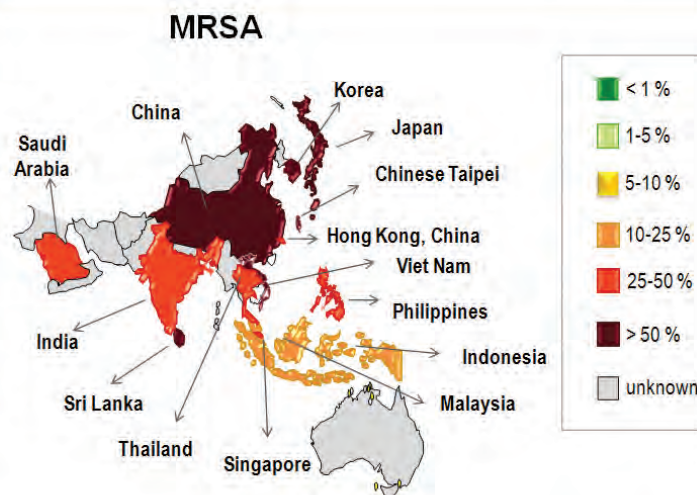 MRSA
Korea
China
Japan
Saudi
Arabia
Chinese Taipei
Hong Kong, China
Viet Nam
Philippines
India
Indonesia
Sri Lanka
Malaysia
Thailand
Singapore
< 1 %
1-5 %
5-10 %
10-25 %
25-50 %
> 50 %
unknown